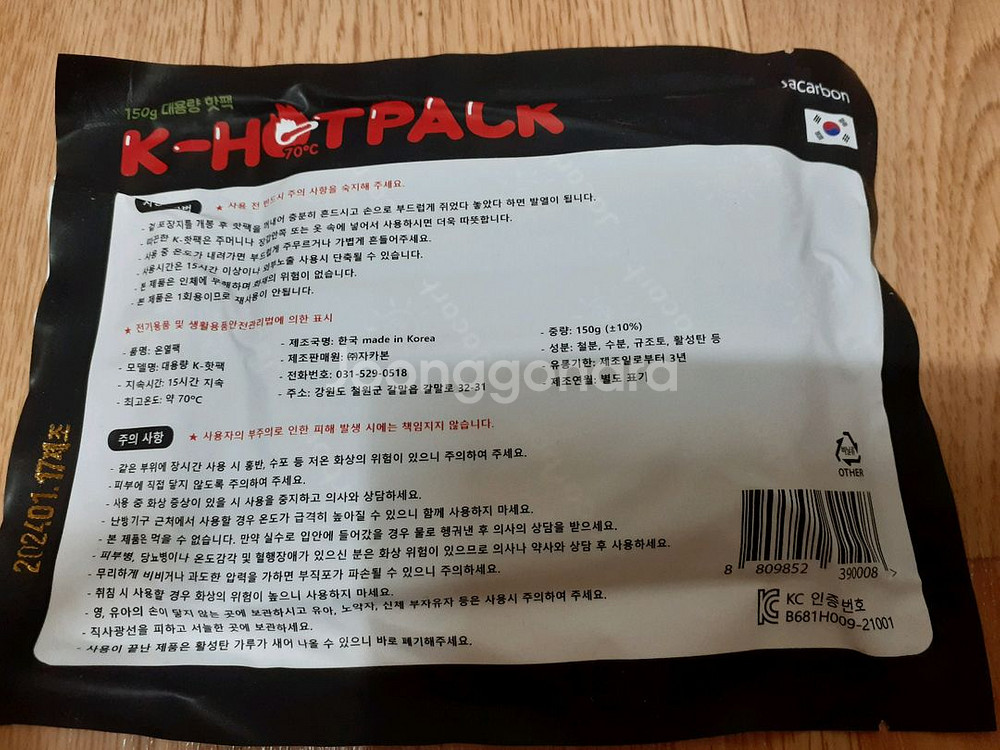 150g 대용량 핫팩
K-HOTPACK
70℃
acarbon
★ 사용 전 반드시 주의 사항을 숙지해 주세요.
- 겉포장지를 개봉 후 핫팩을 꺼내어 충분히 흔드시고 손으로 부드럽게 쥐었다 놓았다 하면 발열이 됩니다.
- 따뜻한 K-핫팩은 주머니나 장갑안쪽 또는 옷 속에 넣어서 사용하시면 더욱 따뜻합니다.
- 사용 중 온도가 내려가면 부드럽게 주무르거나 가볍게 흔들어주세요.
- 사용시간은 15시간 이상이나 외부노출 사용시 단축될 수 있습니다.
- 본 제품은 인체에 무해하며 화재의 위험이 없습니다.
- 본 제품은 1회용이므로 재사용이 안됩니다.
★ 전기용품 및 생활용품안전관리법에 의한 표시
- 품명: 온열팩
- 모델명: 대용량 K-핫팩
- 지속시간: 15시간 지속
- 최고온도: 약 70℃
- 제조국명: 한국 made in Korea
- 제조판매원: ㈜자카본
- 전화번호: 031-529-0518
- 주소: 강원도 철원군 갈말읍 갈말로 32-31
- 중량: 150g (±10%)
- 성분: 철분, 수분, 규조토, 활성탄 등
- 유통기한: 제조일로부터 3년
- 제조연월: 별도 표기
joonggonara
주의 사항 ★ 사용자의 부주의로 인한 피해 발생 시에는 책임지지 않습니다.
- 같은 부위에 장시간 사용 시 홍반, 수포 등 저온 화상의 위험이 있으니 주의하여 주세요.
- 피부에 직접 닿지 않도록 주의하여 주세요.
- 사용 중 화상 증상이 있을 시 사용을 중지하고 의사와 상담하세요.
- 난방기구 근처에서 사용할 경우 온도가 급격히 높아질 수 있으니 함께 사용하지 마세요.
- 본 제품은 먹을 수 없습니다. 만약 실수로 입안에 들어갔을 경우 물로 헹궈낸 후 의사의 상담을 받으세요.
- 피부병, 당뇨병이나 온도감각 및 혈행장애가 있으신 분은 화상 위험이 있으므로 의사나 약사와 상담 후 사용하세요.
- 무리하게 비비거나 과도한 압력을 가하면 부직포가 파손될 수 있으니 주의하세요.
- 취침 시 사용할 경우 화상의 위험이 높으니 사용하지 마세요.
- 영, 유아의 손이 닿지 않는 곳에 보관하시고 유아, 노약자, 신체 부자유자 등은 사용시 주의하여 주세요.
- 직사광선을 피하고 서늘한 곳에 보관하세요.
- 사용이 끝난 제품은 활성탄 가루가 새어 나올 수 있으니 바로 폐기해주세요.
202401.17제조
비닐류
OTHER
8 809852 390008 >
KC 인증번호
B681H009-21001